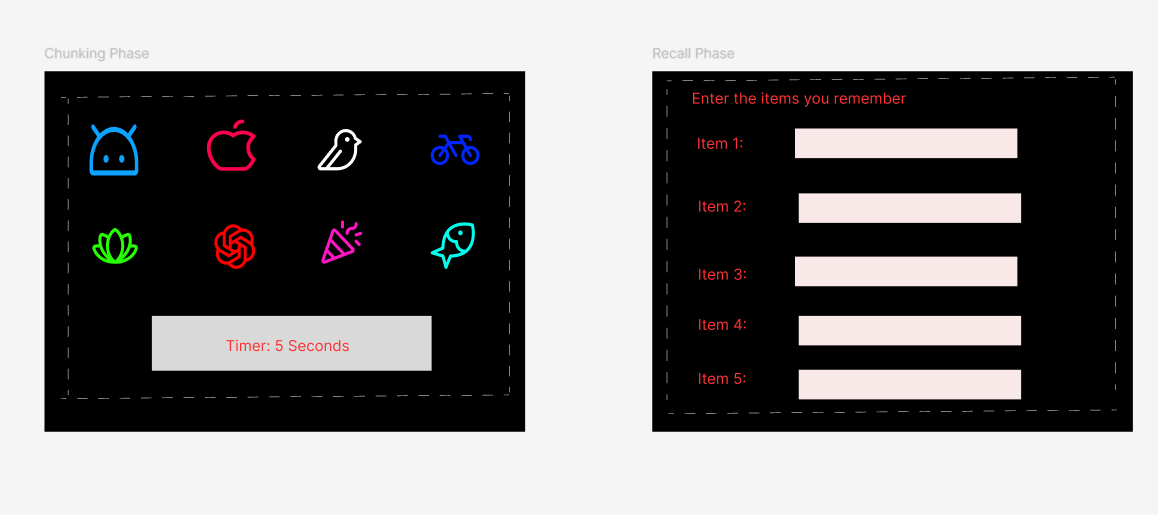 Chunking Phase
Timer: 5 Seconds
Recall Phase
Enter the items you remember
Item 1:
Item 2:
Item 3:
Item 4:
Item 5: